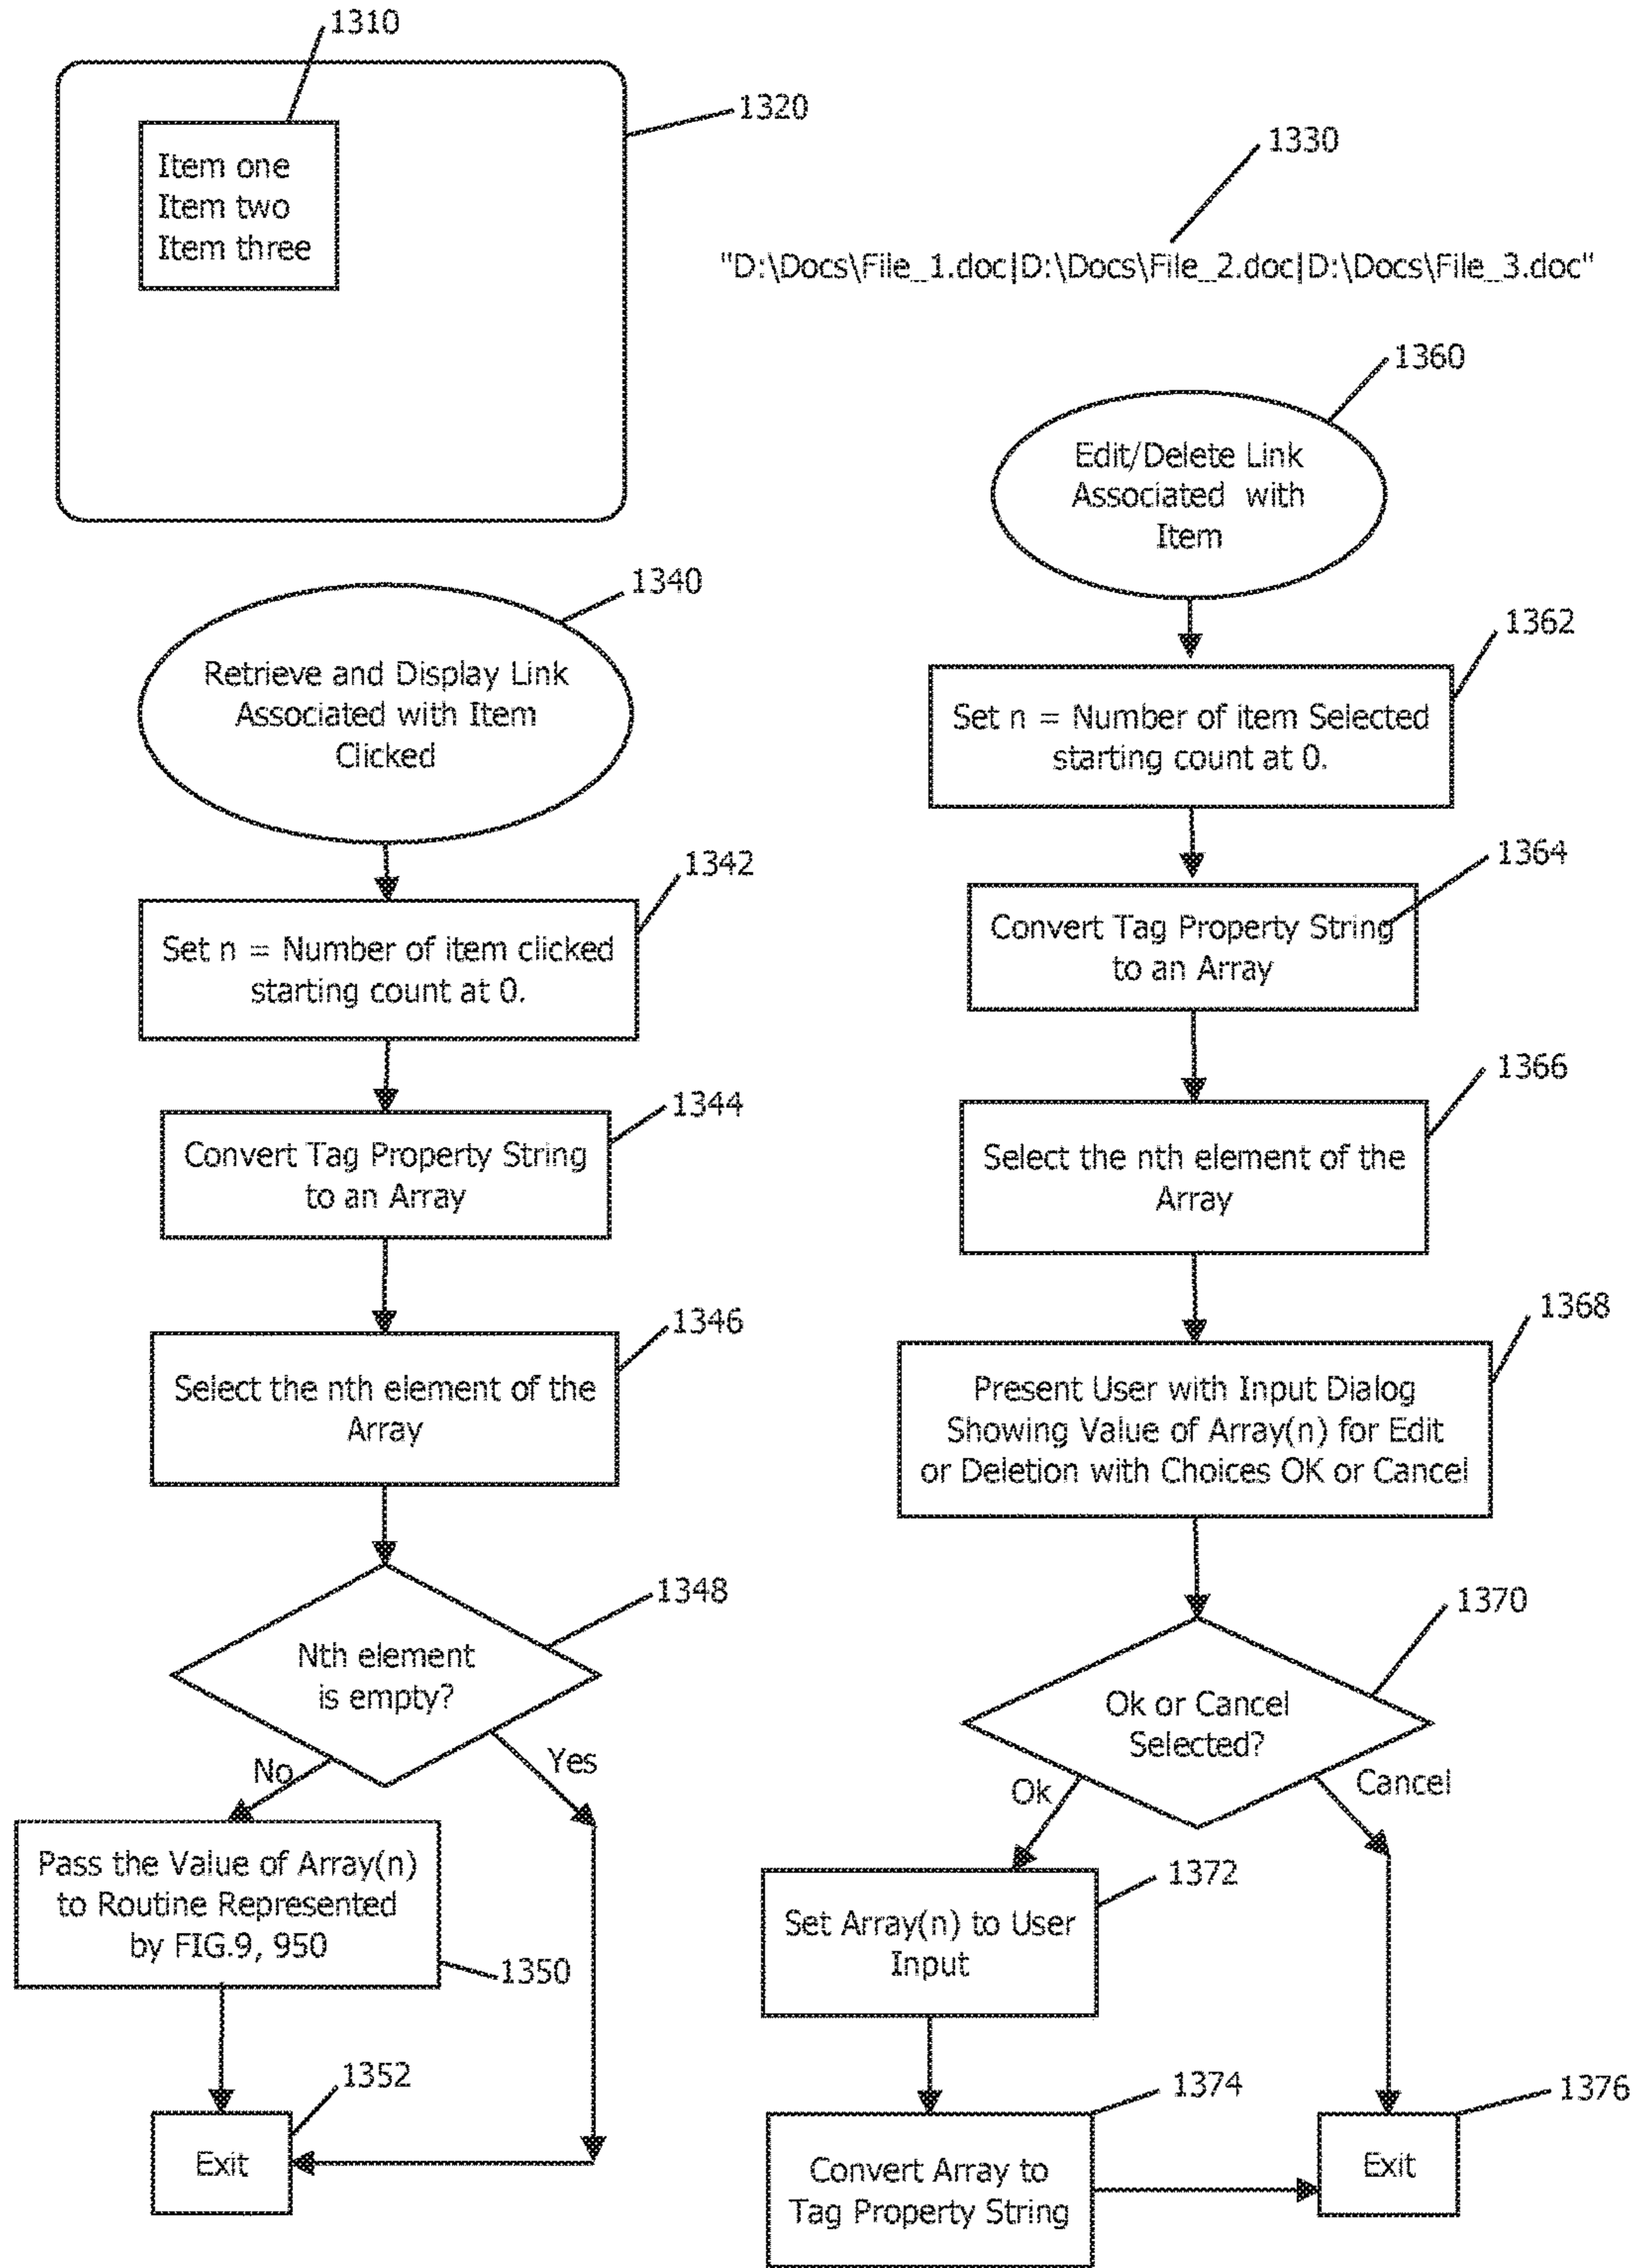 1310
1320
Item one
Item two
Item three
1330
"D:\Docs\File_1.doc|D:\Docs\File_2.doc|D:\Docs\File_3.doc"
1340
Retrieve and Display Link
Associated with Item
Clicked
1342
Set n = Number of item clicked
starting count at 0.
1344
Convert Tag Property String
to an Array
1346
Select the nth element of the
Array
1348
Nth element
is empty?
No
Yes
Pass the Value of Array(n)
to Routine Represented
by FIG.9, 950
1350
1352
Exit
1360
Edit/Delete Link
Associated with
Item
1362
Set n = Number of item Selected
starting count at 0.
1364
Convert Tag Property String
to an Array
1366
Select the nth element of the
Array
1368
Present User with Input Dialog
Showing Value of Array(n) for Edit
or Deletion with Choices OK or Cancel
1370
Ok or Cancel
Selected?
Ok
Cancel
1372
Set Array(n) to User
Input
1374
Convert Array to
Tag Property String
1376
Exit